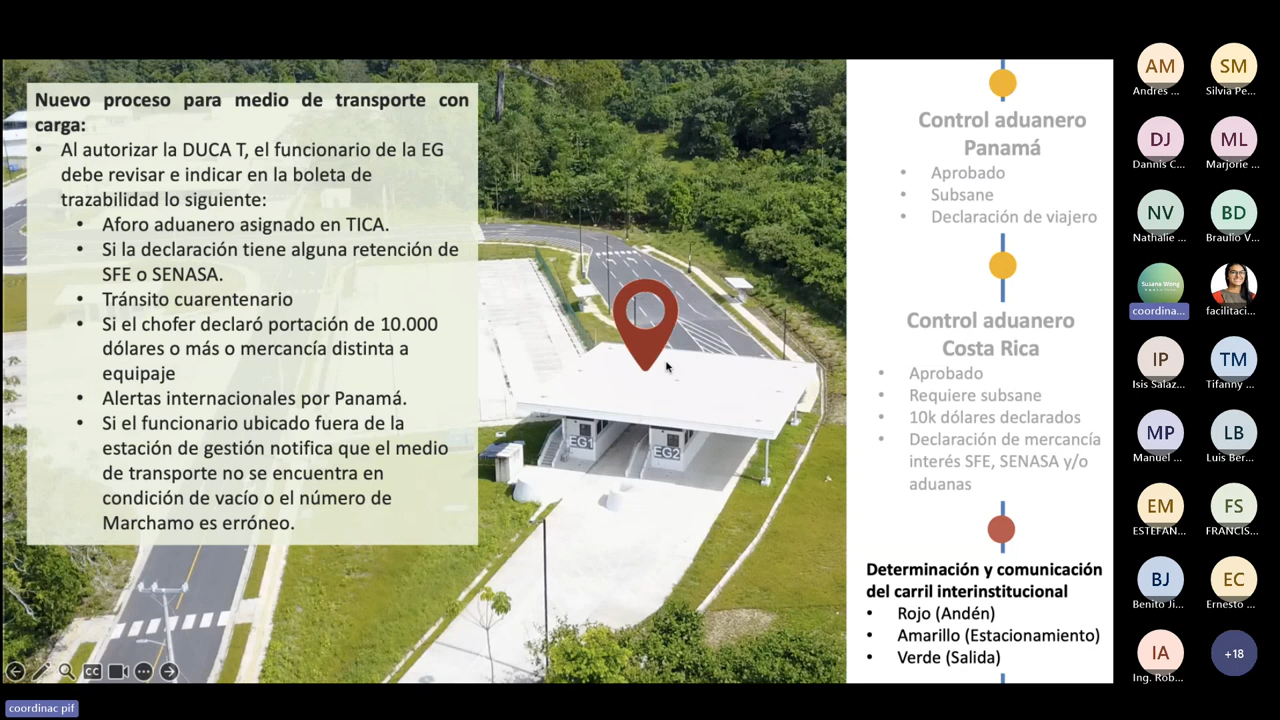 Nuevo proceso para medio de transporte con
carga:
• Al autorizar la DUCA T, el funcionario de la EG
debe revisar e indicar en la boleta de
trazabilidad lo siguiente:
• Aforo aduanero asignado en TICA.
• Si la declaración tiene alguna retención de
SFE o SENASA.
• Tránsito cuarentenario
• Si el chofer declaró portación de 10.000
dólares o más o mercancía distinta a
equipaje
• Alertas internacionales por Panamá.
• Si el funcionario ubicado fuera de la
estación de gestión notifica que el medio
de transporte no se encuentra en
condición de vacío o el número de
Marchamo es erróneo.
EG1
EG2
Control aduanero
Panamá
• Aprobado
• Subsane
• Declaración de viajero
Control aduanero
Costa Rica
• Aprobado
• Requiere subsane
• 10k dólares declarados
• Declaración de mercancía
interés SFE, SENASA y/o
aduanas
Determinación y comunicación
del carril interinstitucional
• Rojo (Andén)
• Amarillo (Estacionamiento)
• Verde (Salida)
AM
SM
Andres ...
Silvia Pe...
DJ
ML
Dannis C...
Marjorie ...
NV
BD
Nathalie ...
Braulio V...
Susana Wong
coordina...
facilitaci...
IP
TM
Isis Salaz...
Tifanny ...
MP
LB
Manuel ...
Luis Ber...
EM
FS
ESTEFAN...
FRANCIS...
BJ
EC
Benito Ji...
Ernesto ...
IA
+18
Ing. Rob...
CC
coordinac pif